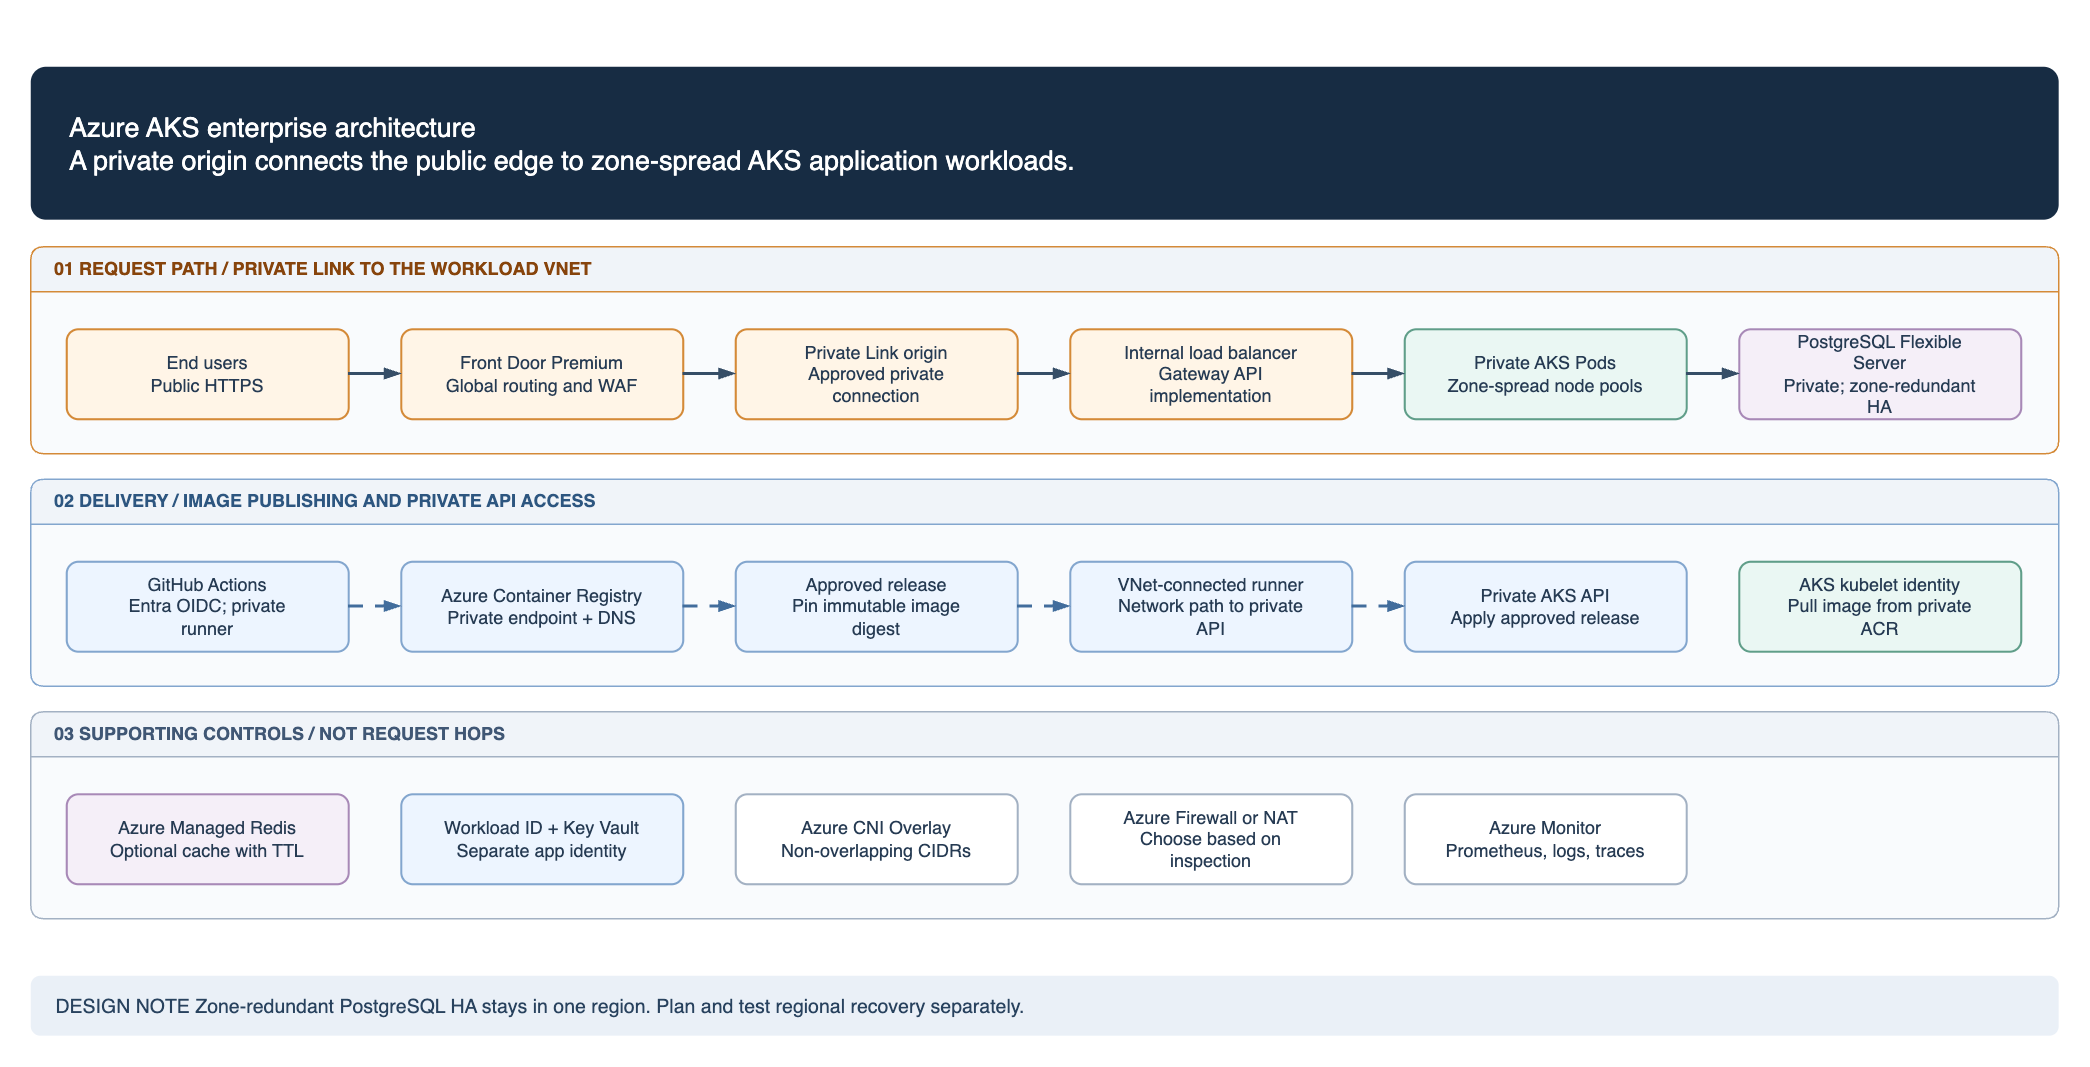 Azure AKS enterprise architecture
A private origin connects the public edge to zone-spread AKS application workloads.
01 REQUEST PATH / PRIVATE LINK TO THE WORKLOAD VNET
End users
Public HTTPS
Front Door Premium
Global routing and WAF
Private Link origin
Approved private
connection
Internal load balancer
Gateway API
implementation
Private AKS Pods
Zone-spread node pools
PostgreSQL Flexible
Server
Private; zone-redundant
HA
02 DELIVERY / IMAGE PUBLISHING AND PRIVATE API ACCESS
GitHub Actions
Entra OIDC; private
runner
Azure Container Registry
Private endpoint + DNS
Approved release
Pin immutable image
digest
VNet-connected runner
Network path to private
API
Private AKS API
Apply approved release
AKS kubelet identity
Pull image from private
ACR
03 SUPPORTING CONTROLS / NOT REQUEST HOPS
Azure Managed Redis
Optional cache with TTL
Workload ID + Key Vault
Separate app identity
Azure CNI Overlay
Non-overlapping CIDRs
Azure Firewall or NAT
Choose based on
inspection
Azure Monitor
Prometheus, logs, traces
DESIGN NOTE Zone-redundant PostgreSQL HA stays in one region. Plan and test regional recovery separately.